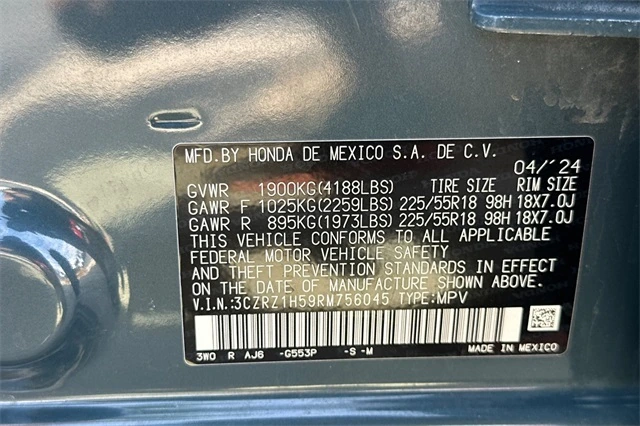 MFD.BY HONDA DE MEXICO S.A. DE C.V.
04/´24
GVWR 1900KG(4188LBS) TIRE SIZE RIM SIZE
GAWR F 1025KG(2259LBS) 225/55R18 98H 18X7.0J
GAWR R 895KG(1973LBS) 225/55R18 98H 18X7.0J
THIS VEHICLE CONFORMS TO ALL APPLICABLE
FEDERAL MOTOR VEHICLE SAFETY
AND THEFT PREVENTION STANDARDS IN EFFECT
ON THE DATE OF MANUFACTURE SHOWN ABOVE.
V.I.N.:3CZRZ1H59RM756045 TYPE:MPV
3WO R AJ6 -G553P -S-M MADE IN MEXICO